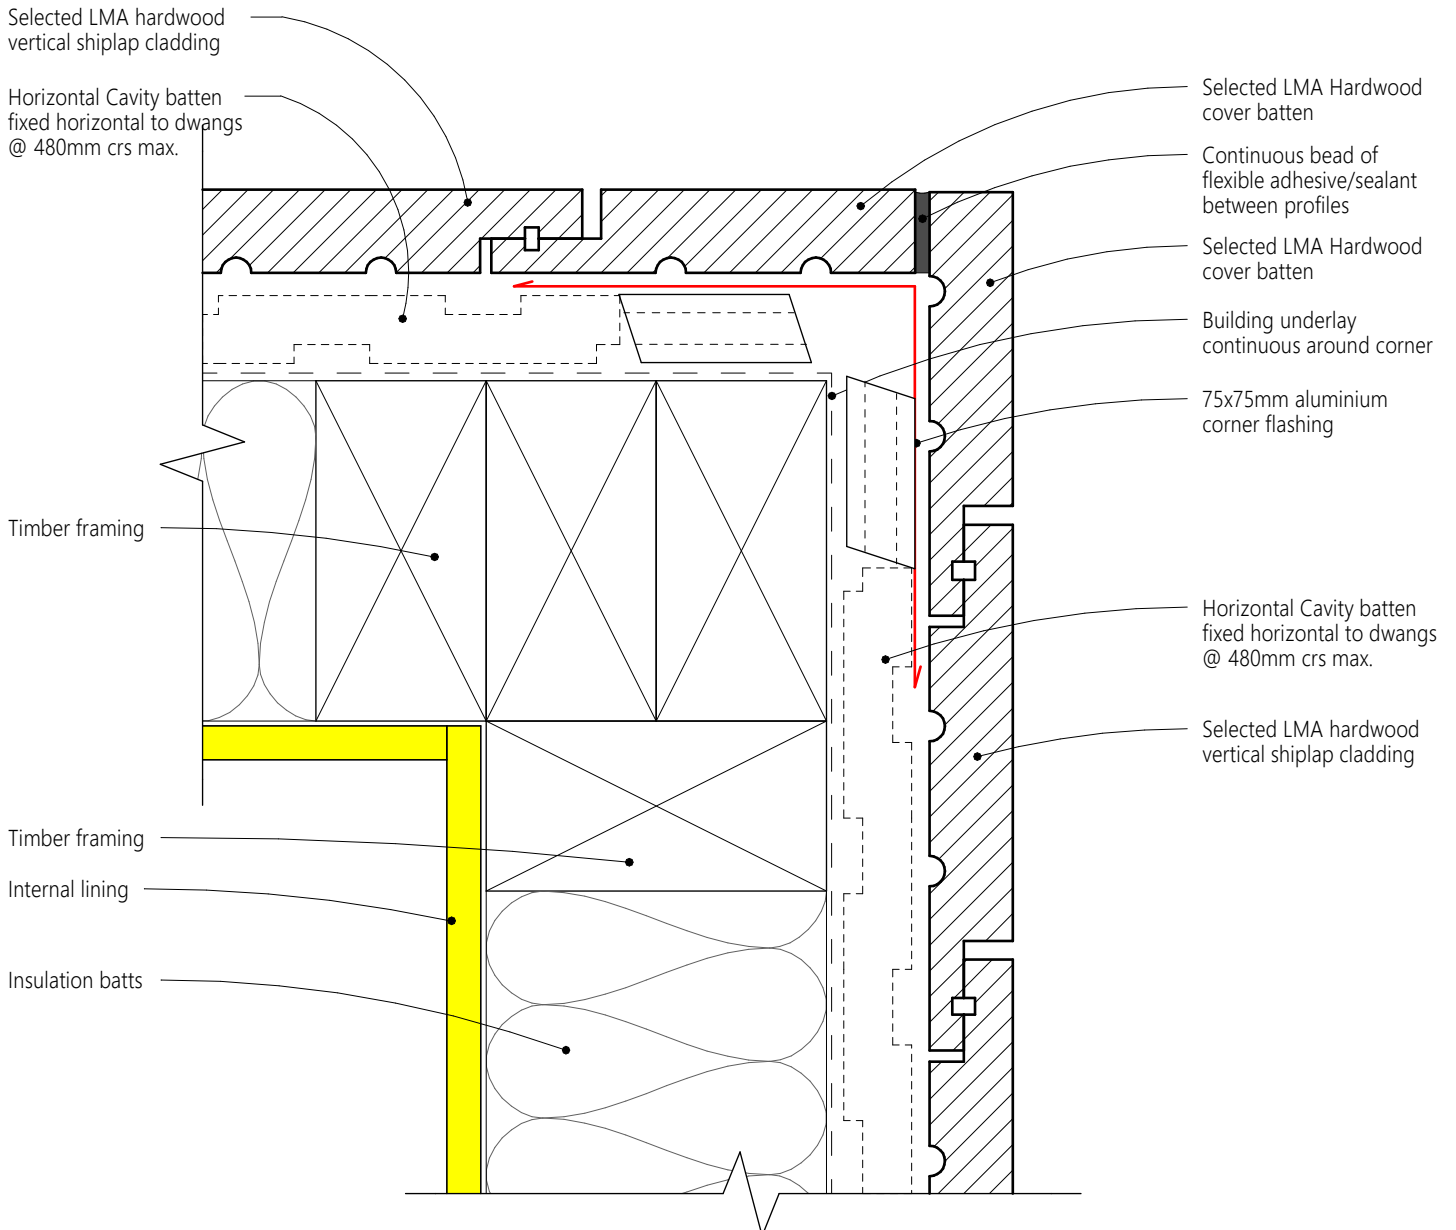 Selected LMA hardwood
vertical shiplap cladding
Horizontal Cavity batten
fixed horizontal to dwangs
@ 480mm crs max.
Timber framing
Timber framing
Internal lining
Insulation batts
Selected LMA Hardwood
cover batten
Continuous bead of
flexible adhesive/sealant
between profiles
Selected LMA Hardwood
cover batten
Building underlay
continuous around corner
75x75mm aluminium
corner flashing
Horizontal Cavity batten
fixed horizontal to dwangs
@ 480mm crs max.
Selected LMA hardwood
vertical shiplap cladding